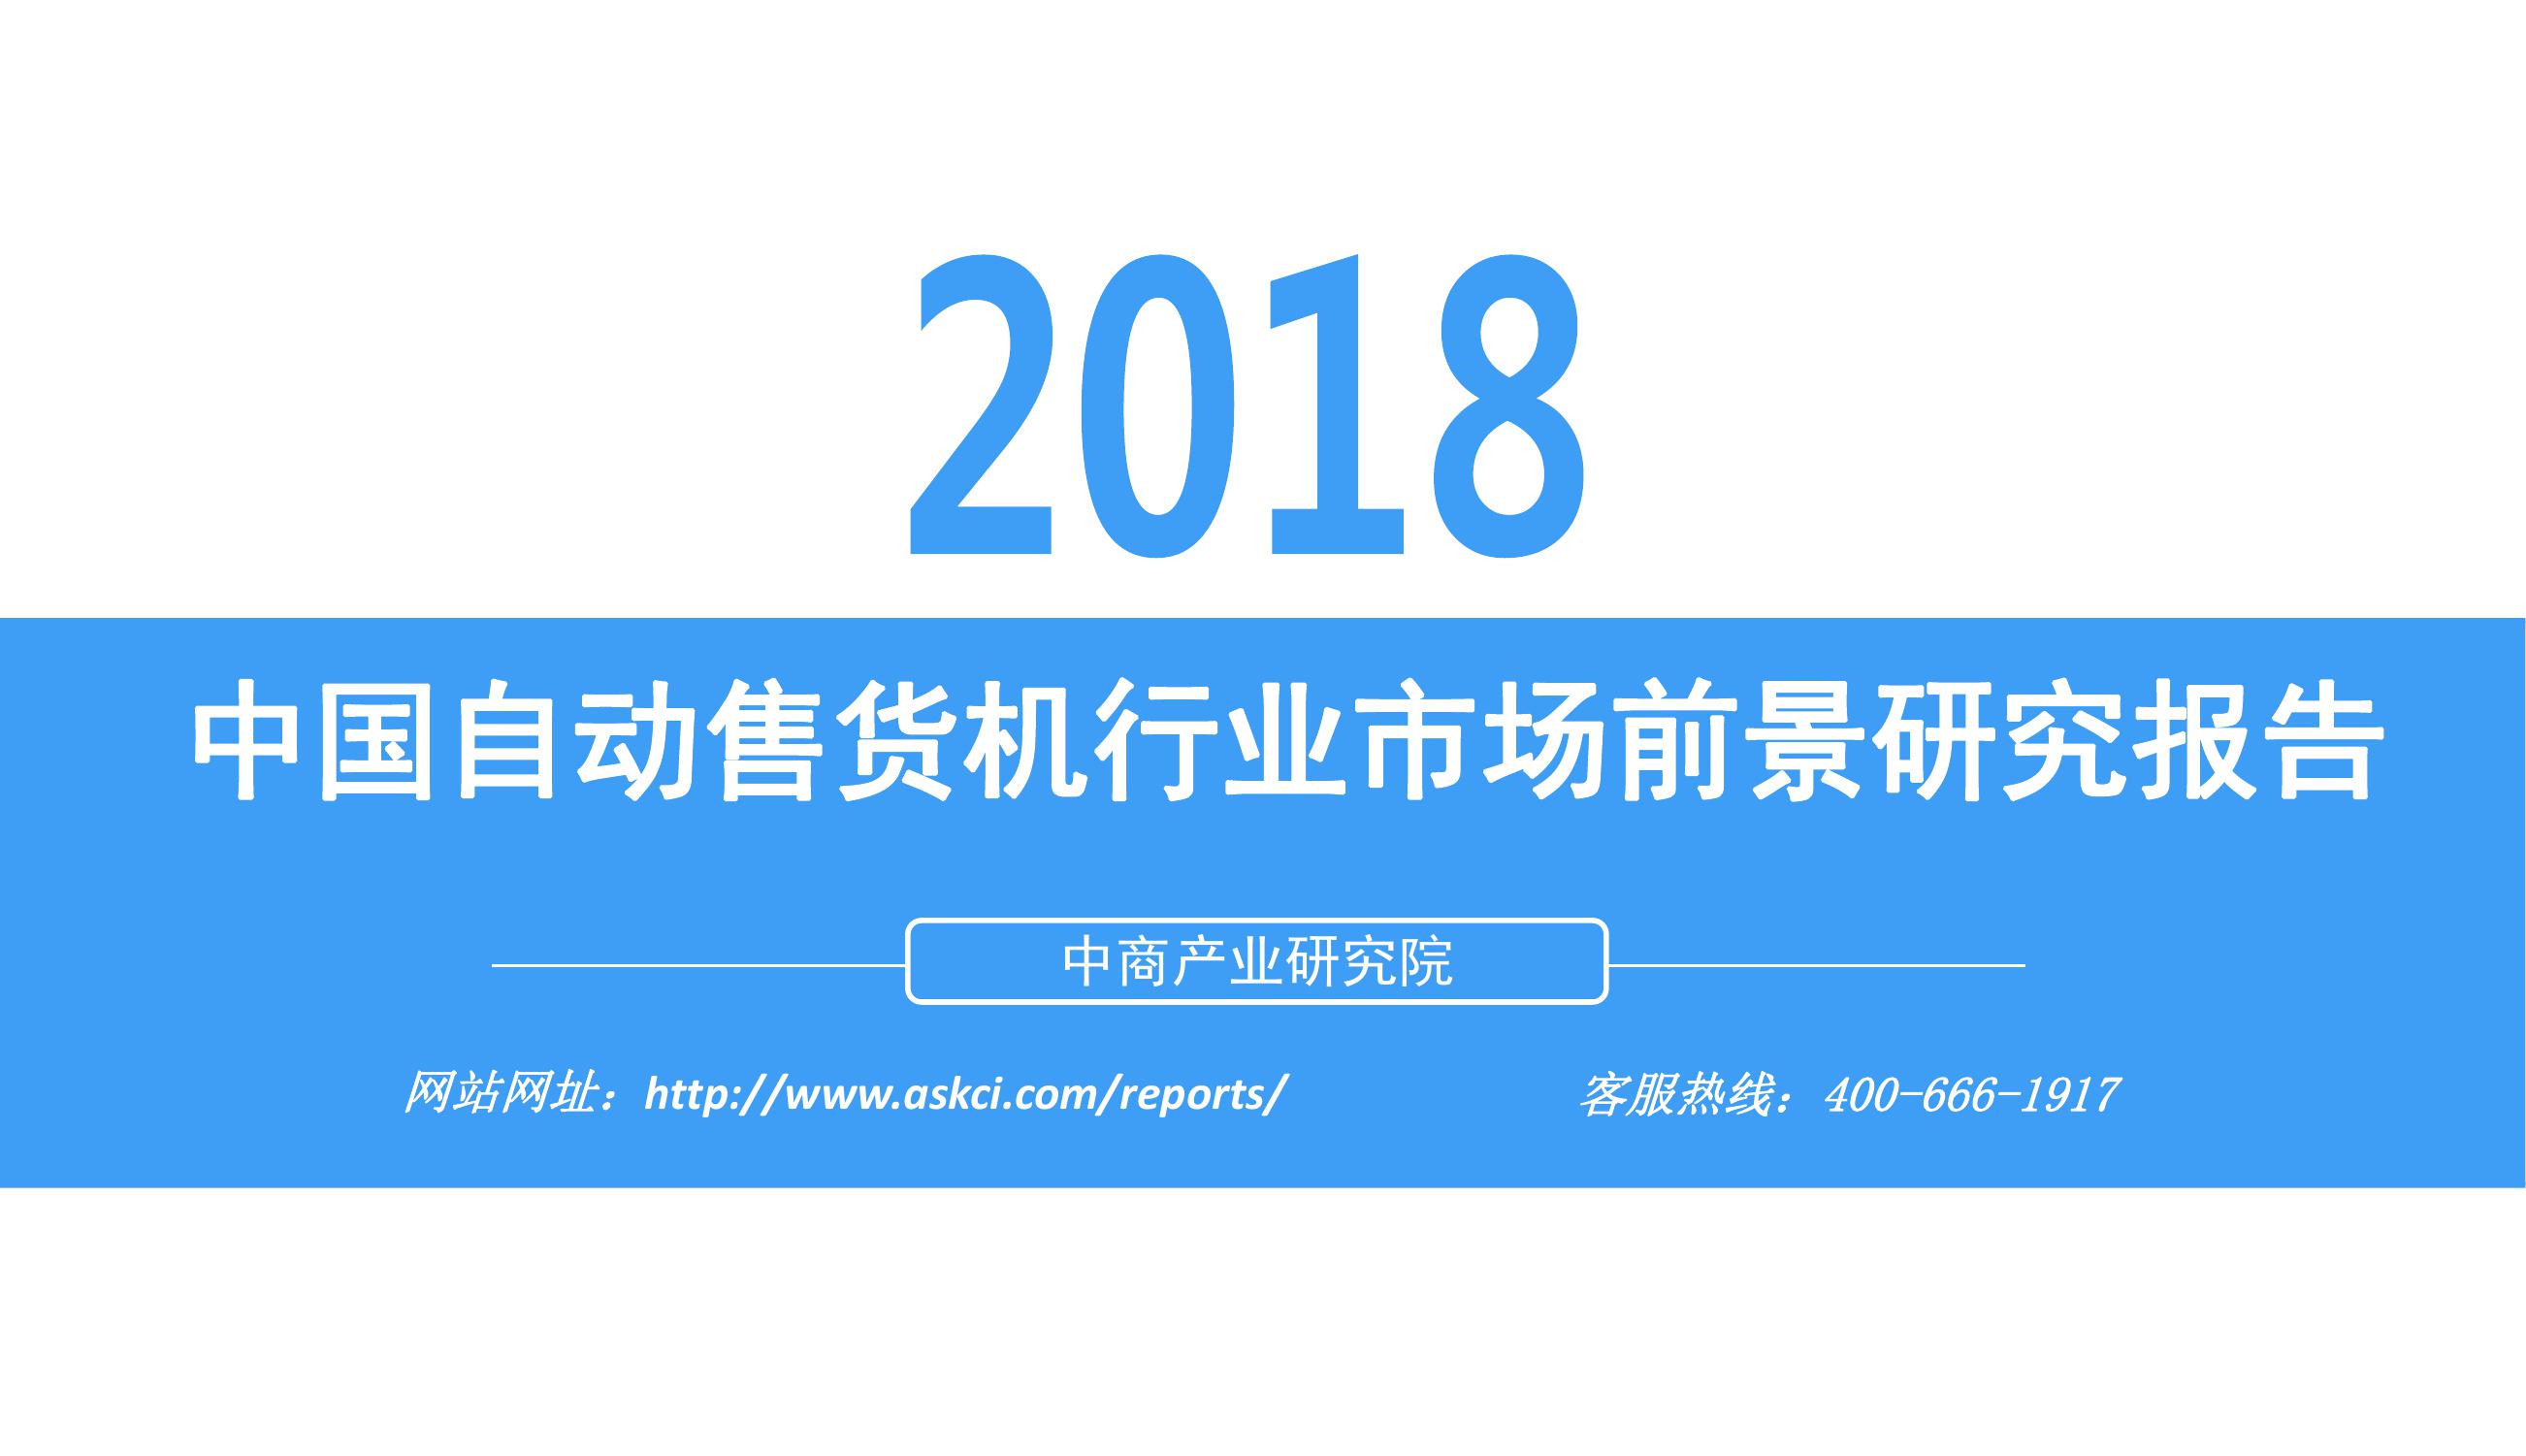 2018
中国自动售货机行业市场前景研究报告
中商产业研究院
网站网址：http://www.askci.com/reports/
客服热线：400-666-1917